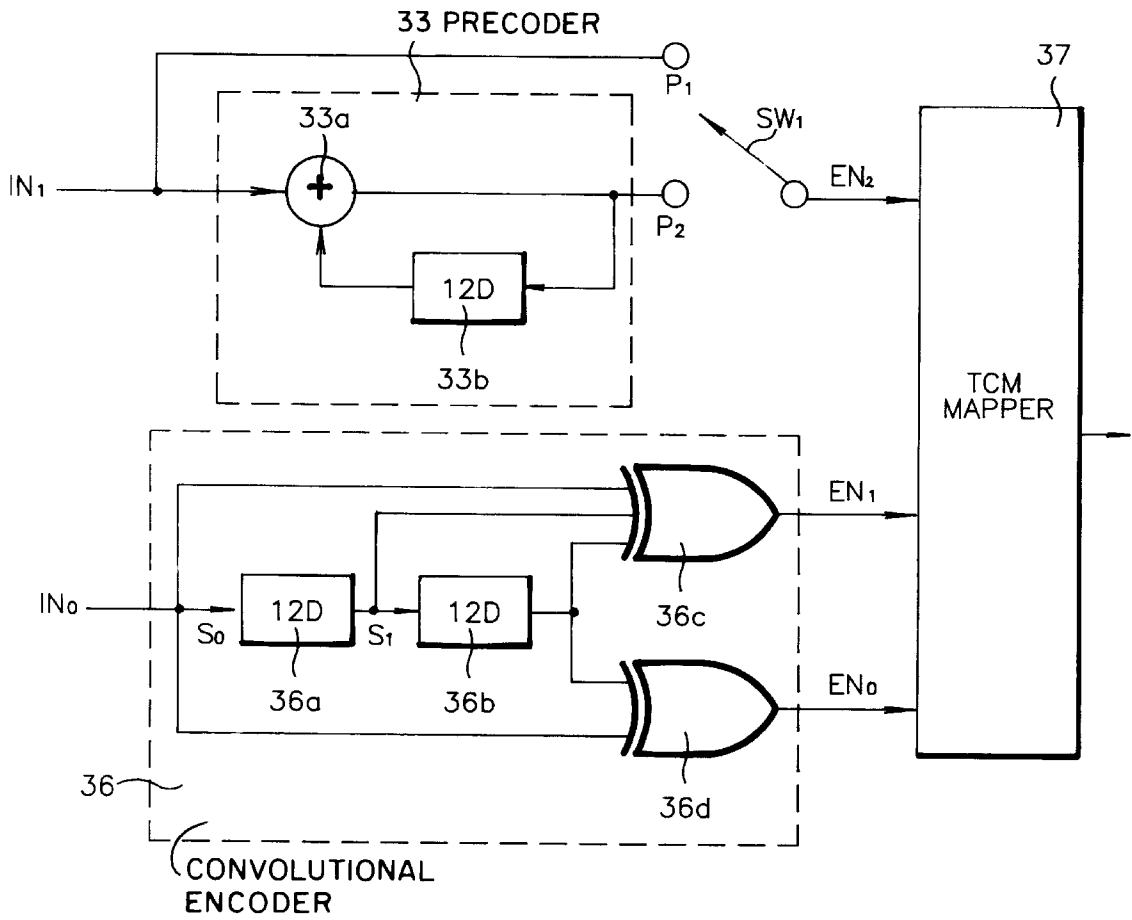 33 PRECODER
37
P₁
33a
SW₁
IN₁
EN₂
P₂
12D
33b
TCM
MAPPER
EN₁
36c
IN₀
S₀
12D
S₁
12D
36a
36b
EN₀
36
36d
CONVOLUTIONAL
ENCODER